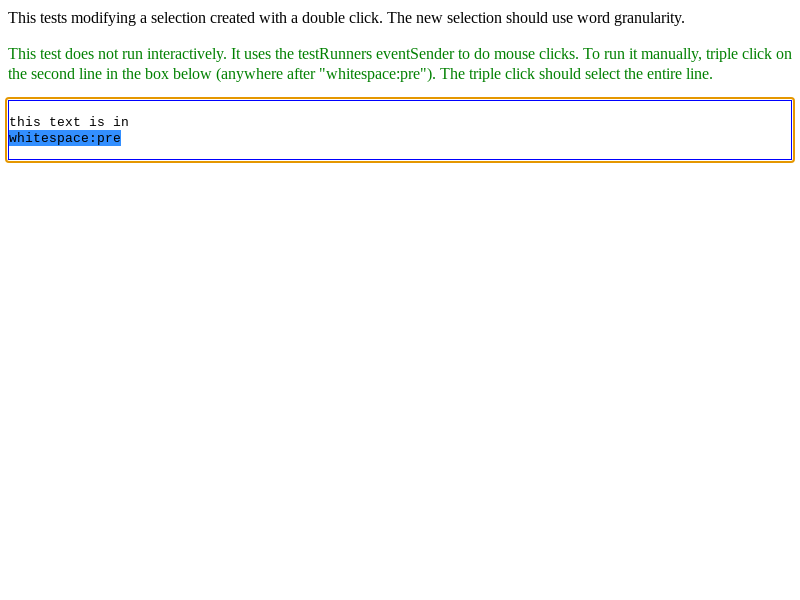 This tests modifying a selection created with a double click. The new selection should use word granularity.
This test does not run interactively. It uses the testRunners eventSender to do mouse clicks. To run it manually, triple click on
the second line in the box below (anywhere after "whitespace:pre"). The triple click should select the entire line.
this text is in
whitespace:pre